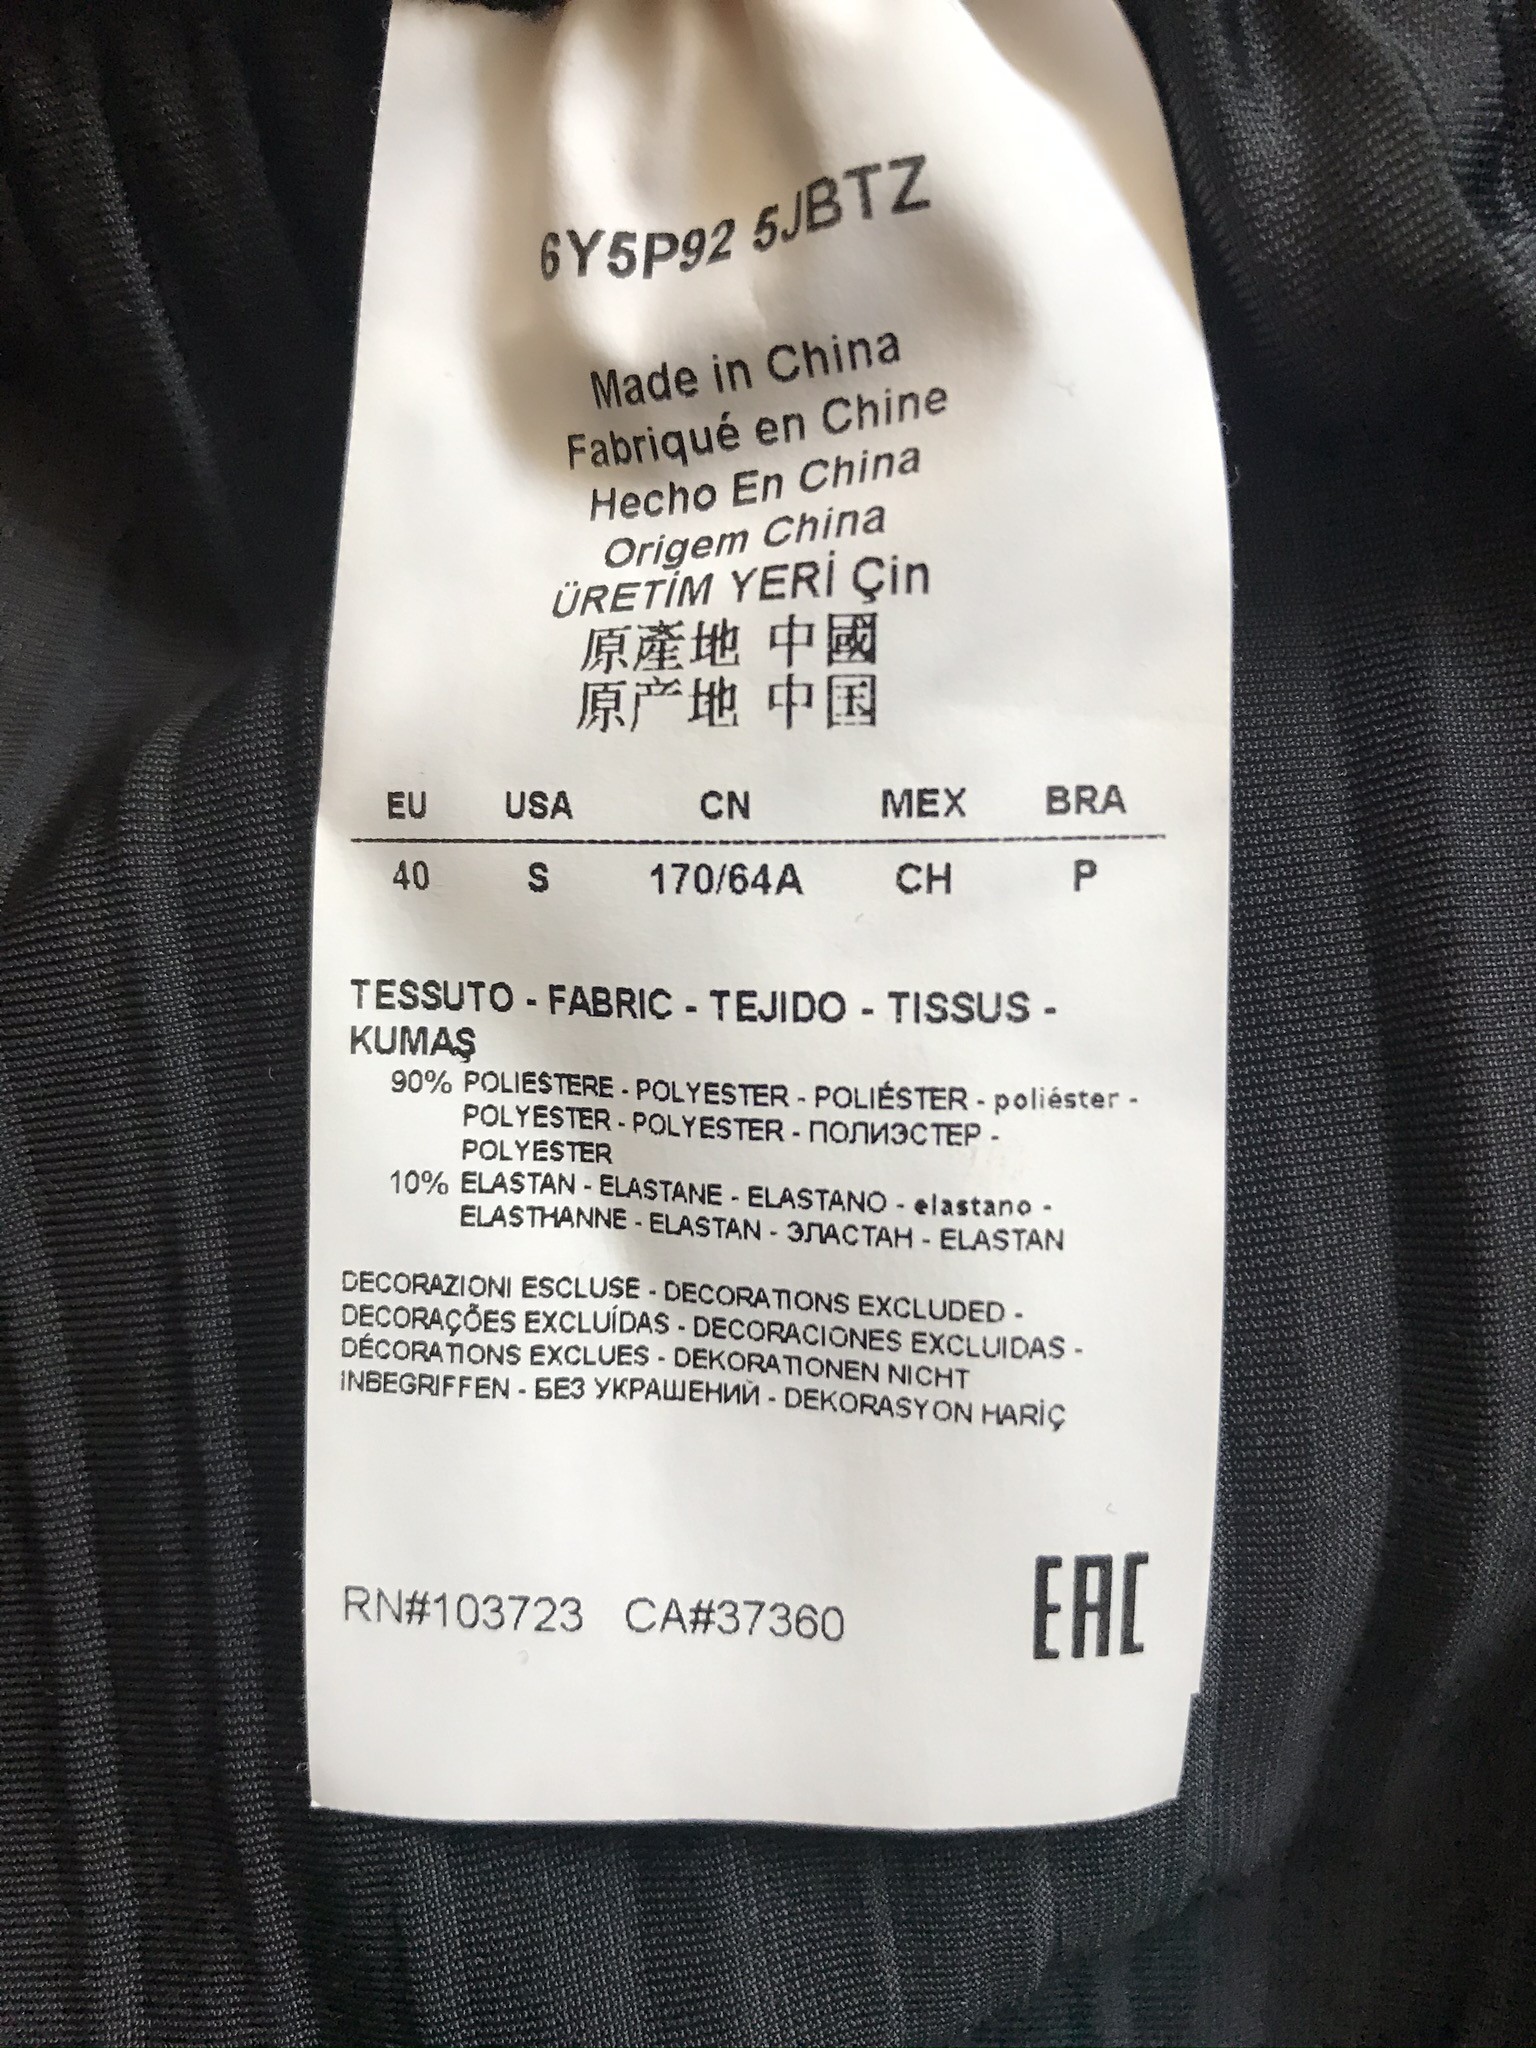 6Y5P92 5JBTZ
Made in China
Fabriqué en Chine
Hecho En China
Origem China
ÜRETİM YERİ Çin
原產地 中國
原产地 中国
EU USA CN MEX BRA
40 S 170/64A CH P
TESSUTO - FABRIC - TEJIDO - TISSUS -
KUMAŞ
90% POLIESTERE - POLYESTER - POLIÉSTER - poliéster -
POLYESTER - POLYESTER - ПОЛИЭСТЕР -
POLYESTER
10% ELASTAN - ELASTANE - ELASTANO - elastano -
ELASTHANNE - ELASTAN - ЭЛАСТАН - ELASTAN
DECORAZIONI ESCLUSE - DECORATIONS EXCLUDED -
DECORAÇÕES EXCLUÍDAS - DECORACIONES EXCLUIDAS -
DÉCORATIONS EXCLUES - DEKORATIONEN NICHT
INBEGRIFFEN - БЕЗ УКРАШЕНИЙ - DEKORASYON HARİÇ
RN#103723 CA#37360
EAC